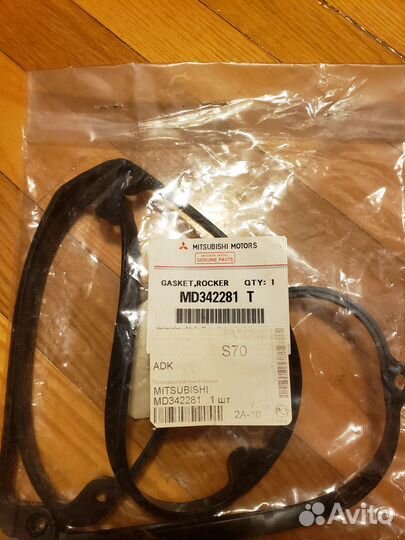 MITSUBISHI MOTORS
GENUINE PARTS
GASKET,ROCKER QTY: 1
MD342281 T
S70
ADK
MITSUBISHI
MD342281 1 шт
2A-10
Avito